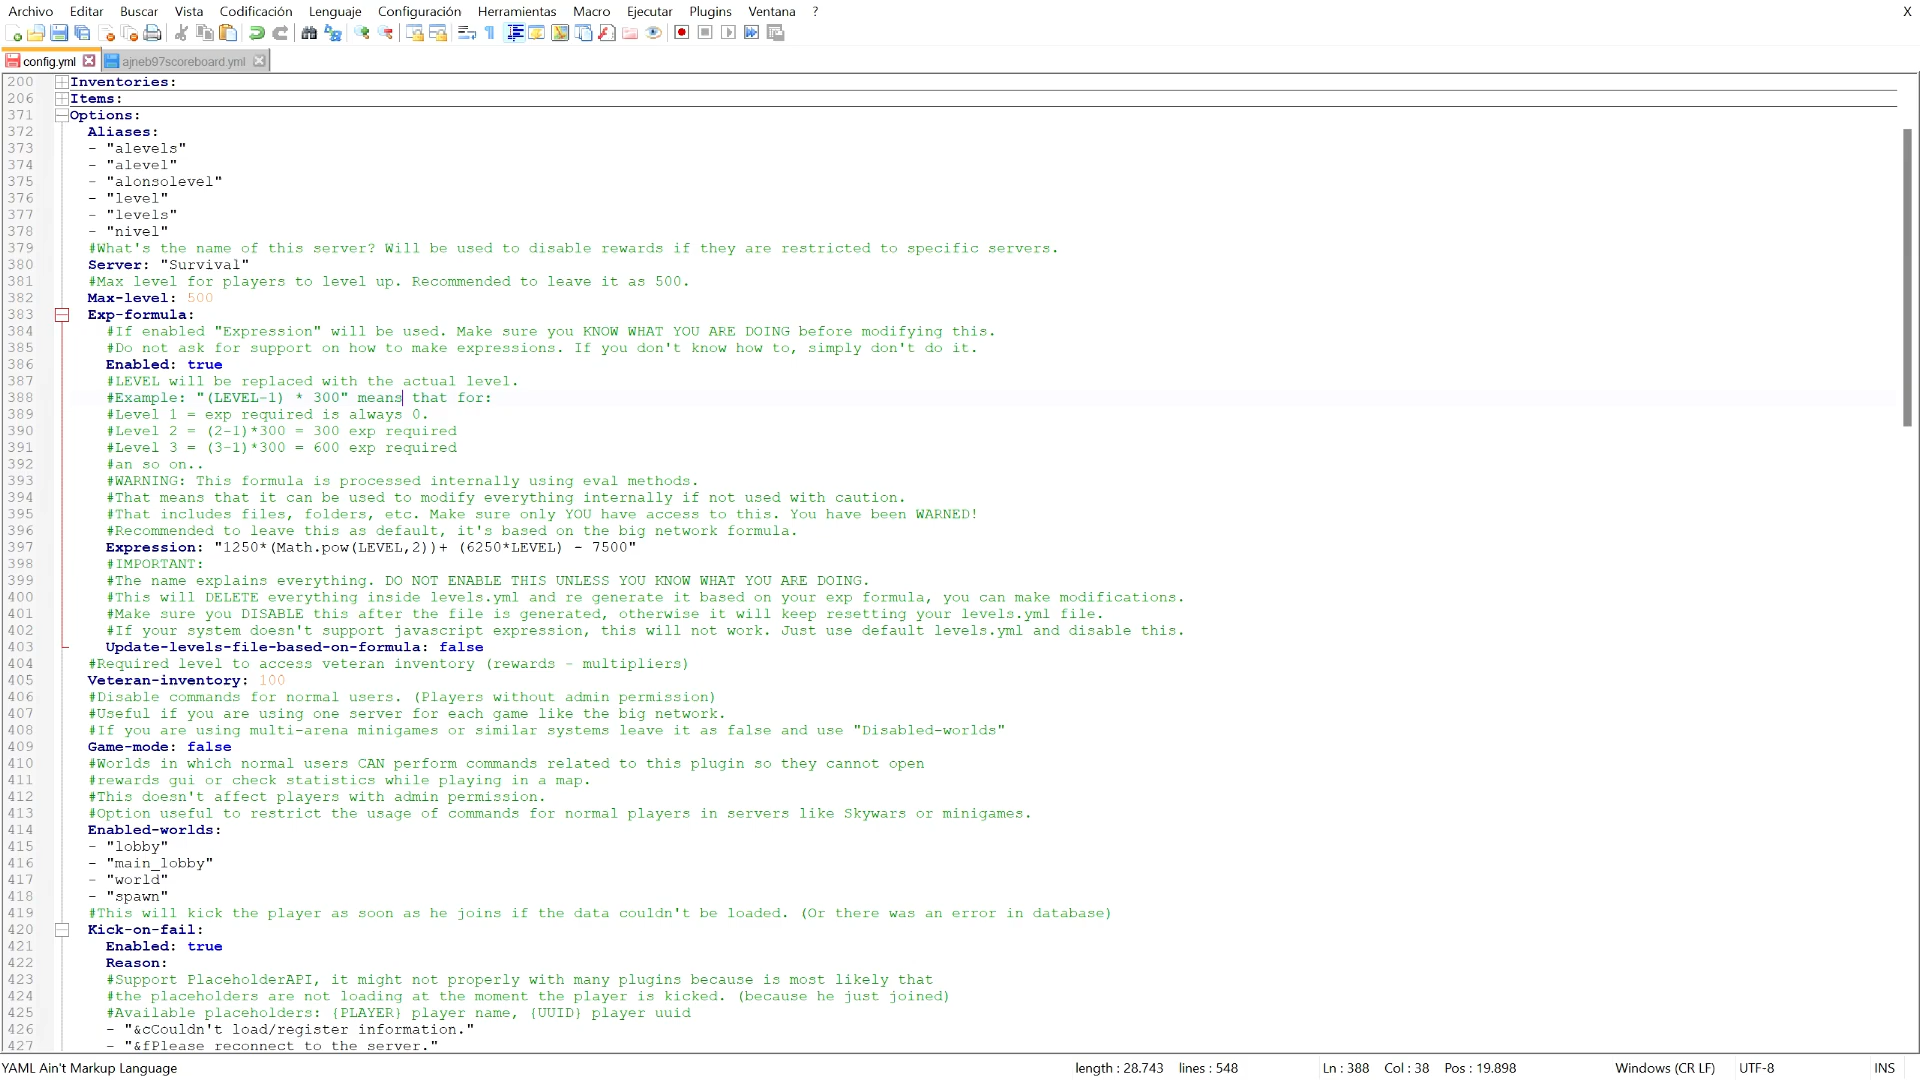 Archivo Editar Buscar Vista Codificación Lenguaje Configuración Herramientas Macro Ejecutar Plugins Ventana ? X
config.yml ajneb97scoreboard.yml
200 Inventories:
206 Items:
371 Options:
372 Aliases:
373 - "alevels"
374 - "alevel"
375 - "alonsolevel"
376 - "level"
377 - "levels"
378 - "nivel"
379 #What's the name of this server? Will be used to disable rewards if they are restricted to specific servers.
380 Server: "Survival"
381 #Max level for players to level up. Recommended to leave it as 500.
382 Max-level: 500
383 Exp-formula:
384 #If enabled "Expression" will be used. Make sure you KNOW WHAT YOU ARE DOING before modifying this.
385 #Do not ask for support on how to make expressions. If you don't know how to, simply don't do it.
386 Enabled: true
387 #LEVEL will be replaced with the actual level.
388 #Example: "(LEVEL-1) * 300" means that for:
389 #Level 1 = exp required is always 0.
390 #Level 2 = (2-1)*300 = 300 exp required
391 #Level 3 = (3-1)*300 = 600 exp required
392 #an so on..
393 #WARNING: This formula is processed internally using eval methods.
394 #That means that it can be used to modify everything internally if not used with caution.
395 #That includes files, folders, etc. Make sure only YOU have access to this. You have been WARNED!
396 #Recommended to leave this as default, it's based on the big network formula.
397 Expression: "1250*(Math.pow(LEVEL,2))+ (6250*LEVEL) - 7500"
398 #IMPORTANT:
399 #The name explains everything. DO NOT ENABLE THIS UNLESS YOU KNOW WHAT YOU ARE DOING.
400 #This will DELETE everything inside levels.yml and re generate it based on your exp formula, you can make modifications.
401 #Make sure you DISABLE this after the file is generated, otherwise it will keep resetting your levels.yml file.
402 #If your system doesn't support javascript expression, this will not work. Just use default levels.yml and disable this.
403 Update-levels-file-based-on-formula: false
404 #Required level to access veteran inventory (rewards - multipliers)
405 Veteran-inventory: 100
406 #Disable commands for normal users. (Players without admin permission)
407 #Useful if you are using one server for each game like the big network.
408 #If you are using multi-arena minigames or similar systems leave it as false and use "Disabled-worlds"
409 Game-mode: false
410 #Worlds in which normal users CAN perform commands related to this plugin so they cannot open
411 #rewards gui or check statistics while playing in a map.
412 #This doesn't affect players with admin permission.
413 #Option useful to restrict the usage of commands for normal players in servers like Skywars or minigames.
414 Enabled-worlds:
415 - "lobby"
416 - "main_lobby"
417 - "world"
418 - "spawn"
419 #This will kick the player as soon as he joins if the data couldn't be loaded. (Or there was an error in database)
420 Kick-on-fail:
421 Enabled: true
422 Reason:
423 #Support PlaceholderAPI, it might not properly with many plugins because is most likely that
424 #the placeholders are not loading at the moment the player is kicked. (because he just joined)
425 #Available placeholders: {PLAYER} player name, {UUID} player uuid
426 - "&cCouldn't load/register information."
427 - "&fPlease reconnect to the server."
YAML Ain't Markup Language length : 28.743 lines : 548 Ln : 388 Col : 38 Pos : 19.898 Windows (CR LF) UTF-8 INS